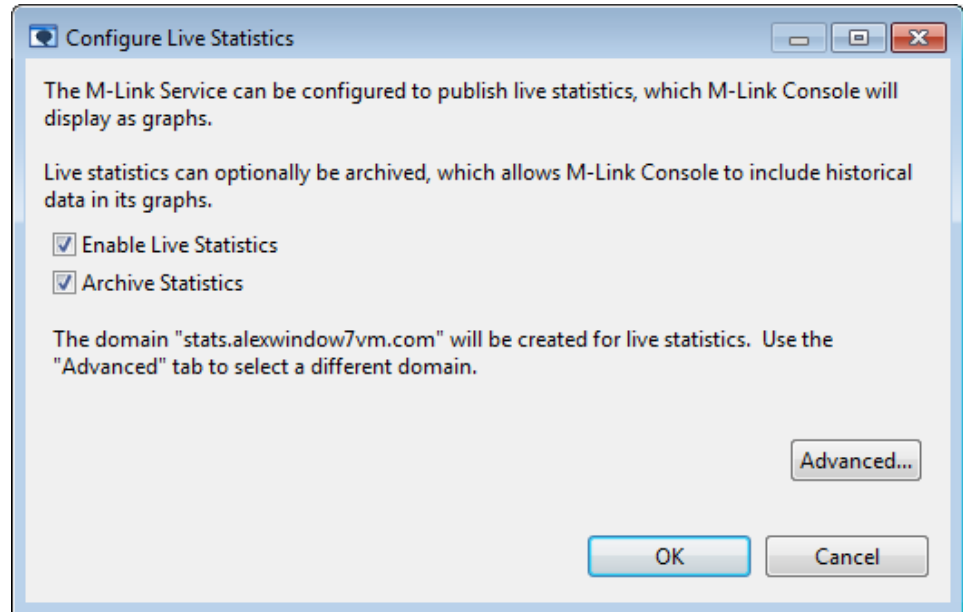 Configure Live Statistics
The M-Link Service can be configured to publish live statistics, which M-Link Console will
display as graphs.
Live statistics can optionally be archived, which allows M-Link Console to include historical
data in its graphs.
Enable Live Statistics
Archive Statistics
The domain "stats.alexwindow7vm.com" will be created for live statistics.  Use the
"Advanced" tab to select a different domain.
Advanced...
OK
Cancel